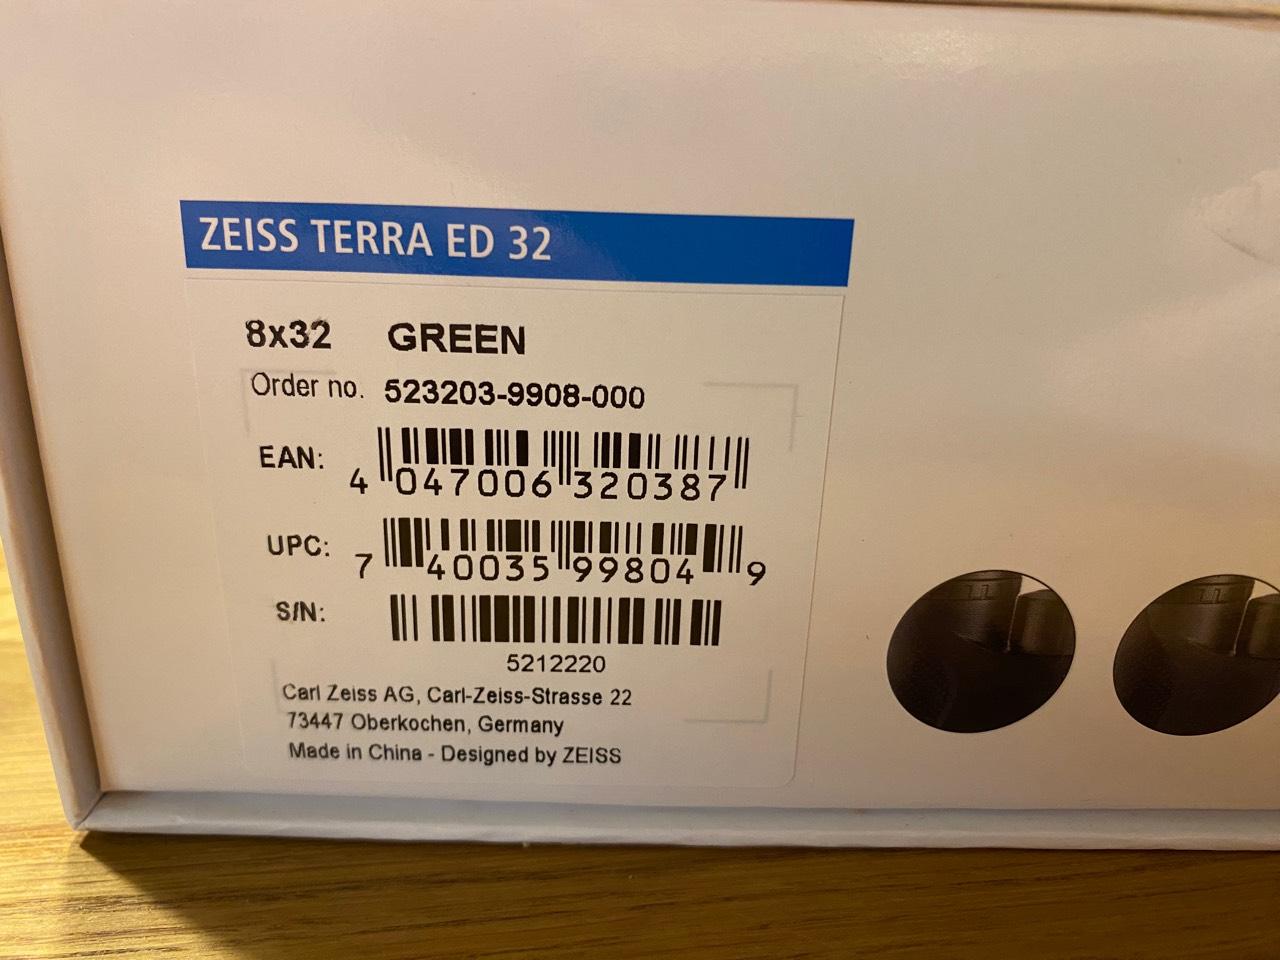 ZEISS TERRA ED 32
8x32 GREEN
Order no. 523203-9908-000
EAN: 4 047006 320387
UPC: 7 40035 99804 9
S/N:
5212220
Carl Zeiss AG, Carl-Zeiss-Strasse 22
73447 Oberkochen, Germany
Made in China - Designed by ZEISS